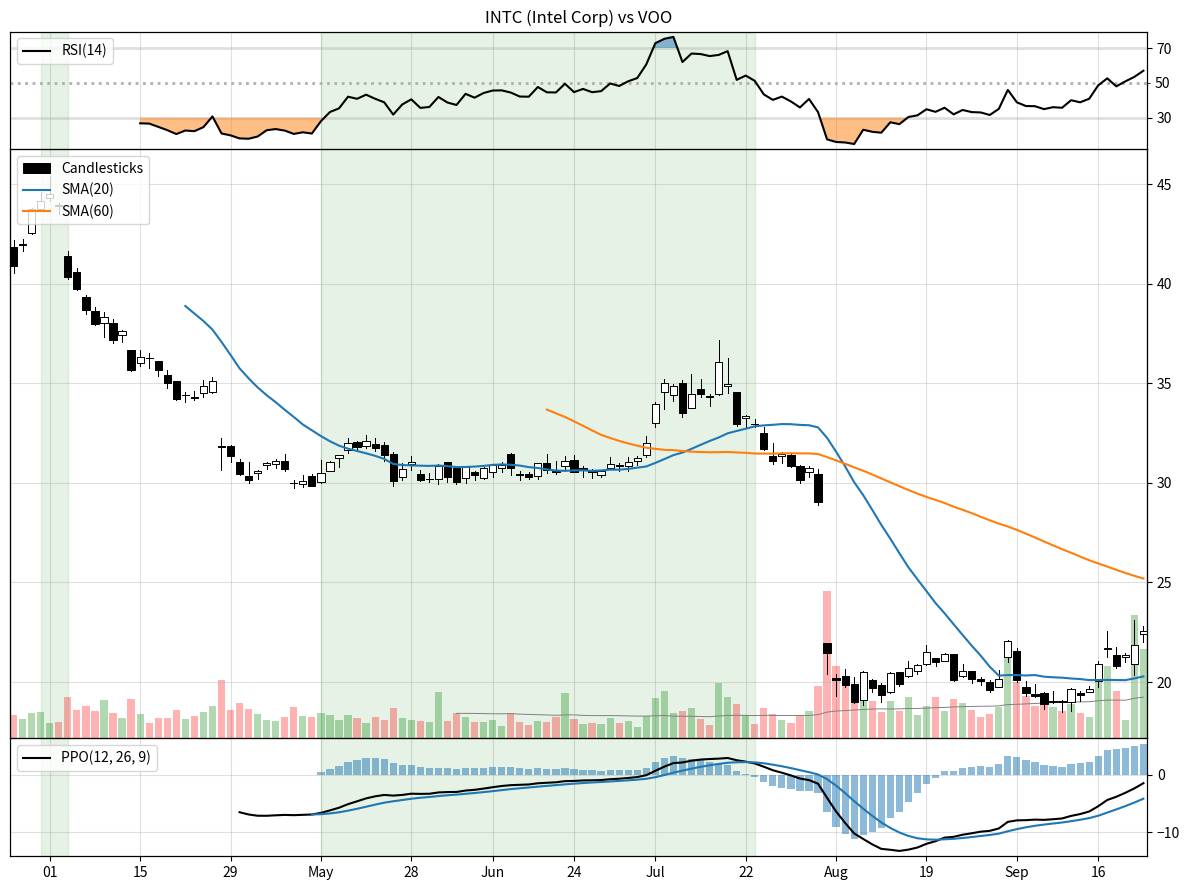 INTC (Intel Corp) vs VOO
RSI(14)
70
50
30
Candlesticks
SMA(20)
SMA(60)
45
40
35
30
25
20
PPO(12, 26, 9)
0
−10
01 15 29 May 28 Jun 24 Jul 22 Aug 19 Sep 16